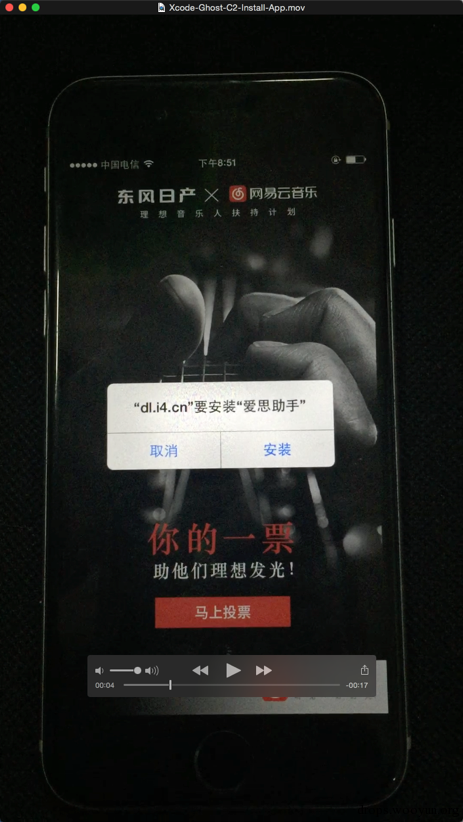 Xcode-Ghost-C2-Install-App.mov
中国电信
下午8:51
东风日产 × 网易云音乐
理想音乐人扶持计划
“dl.i4.cn”要安装“爱思助手”
取消
安装
你的一票
助他们理想发光！
马上投票
00:04
-00:17